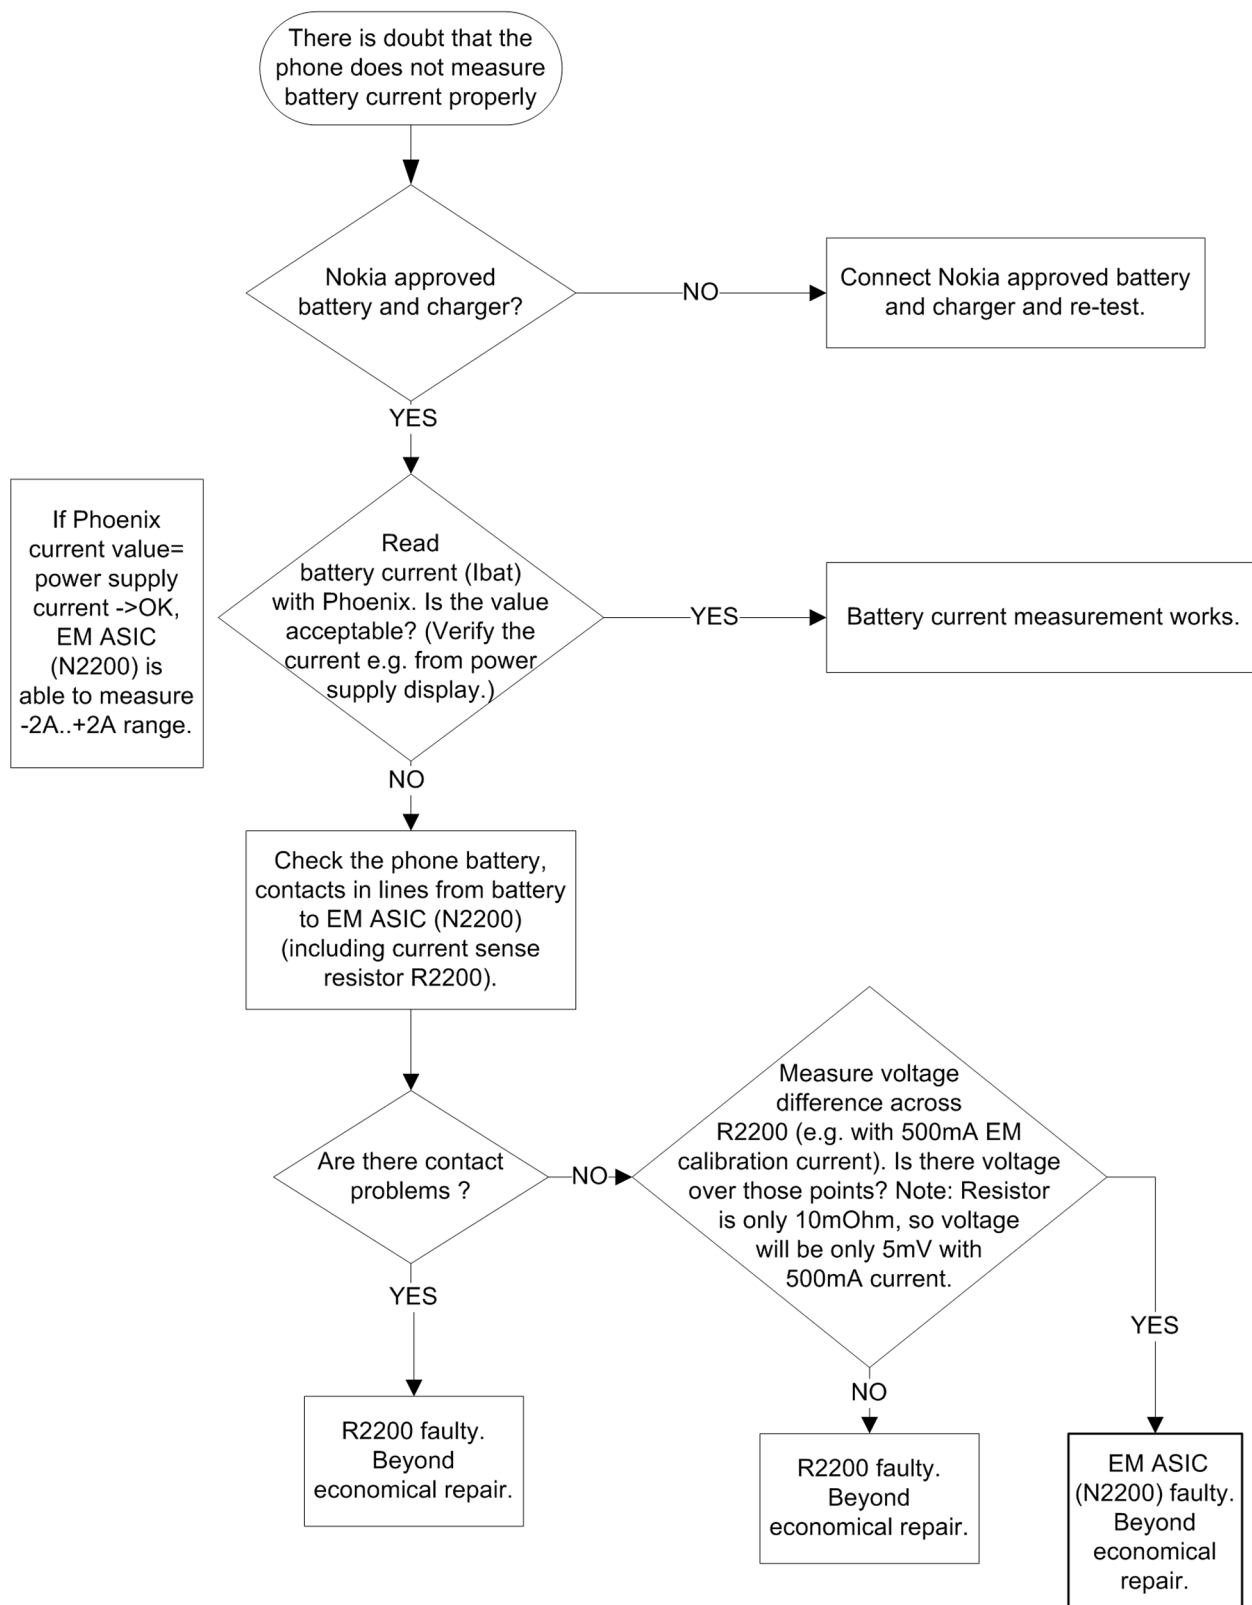 There is doubt that the
phone does not measure
battery current properly
Nokia approved
battery and charger?
NO
Connect Nokia approved battery
and charger and re-test.
YES
If Phoenix
current value=
power supply
current ->OK,
EM ASIC
(N2200) is
able to measure
-2A..+2A range.
Read
battery current (Ibat)
with Phoenix. Is the value
acceptable? (Verify the
current e.g. from power
supply display.)
YES
Battery current measurement works.
NO
Check the phone battery,
contacts in lines from battery
to EM ASIC (N2200)
(including current sense
resistor R2200).
Are there contact
problems ?
NO
Measure voltage
difference across
R2200 (e.g. with 500mA EM
calibration current). Is there voltage
over those points? Note: Resistor
is only 10mOhm, so voltage
will be only 5mV with
500mA current.
YES
YES
NO
R2200 faulty.
Beyond
economical repair.
R2200 faulty.
Beyond
economical repair.
EM ASIC
(N2200) faulty.
Beyond
economical
repair.